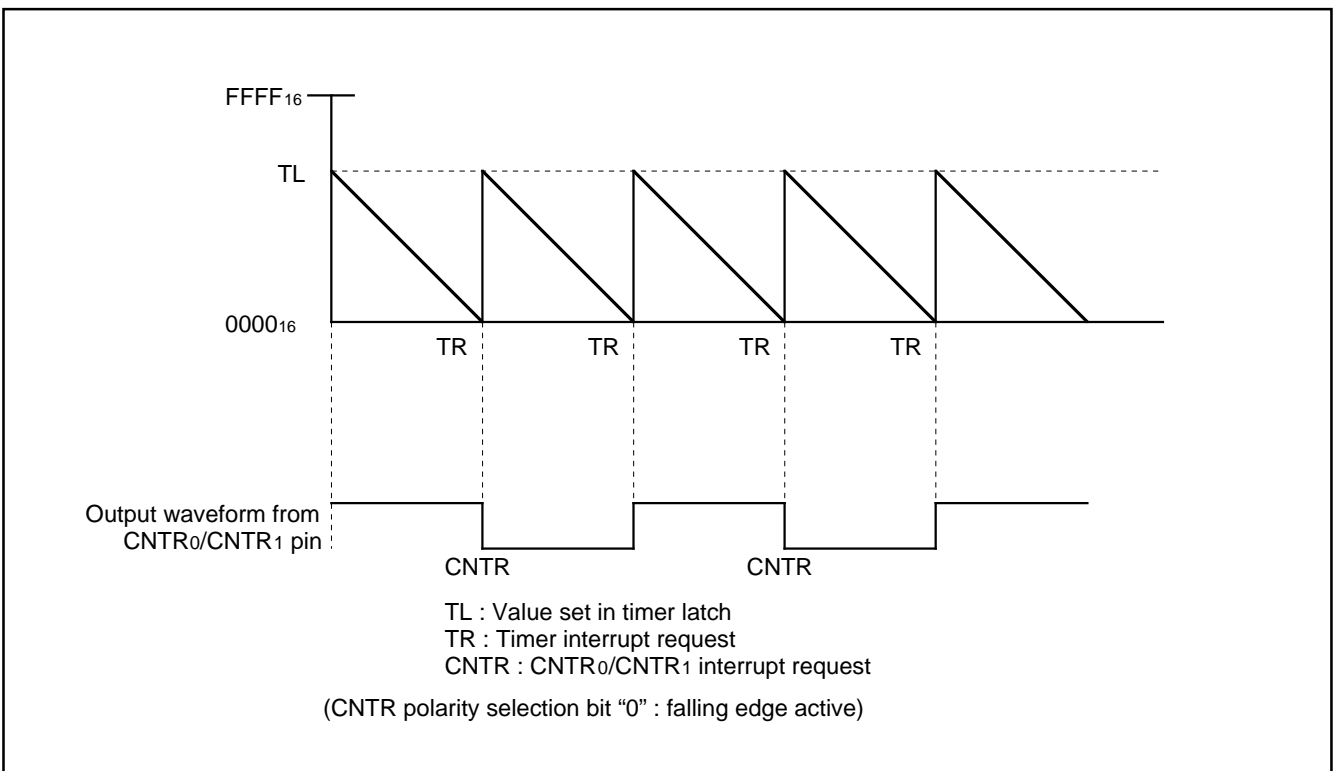 FFFF16
TL
000016
TR TR TR TR
Output waveform from
CNTR0/CNTR1 pin
CNTR CNTR
TL : Value set in timer latch
TR : Timer interrupt request
CNTR : CNTR0/CNTR1 interrupt request
(CNTR polarity selection bit “0” : falling edge active)